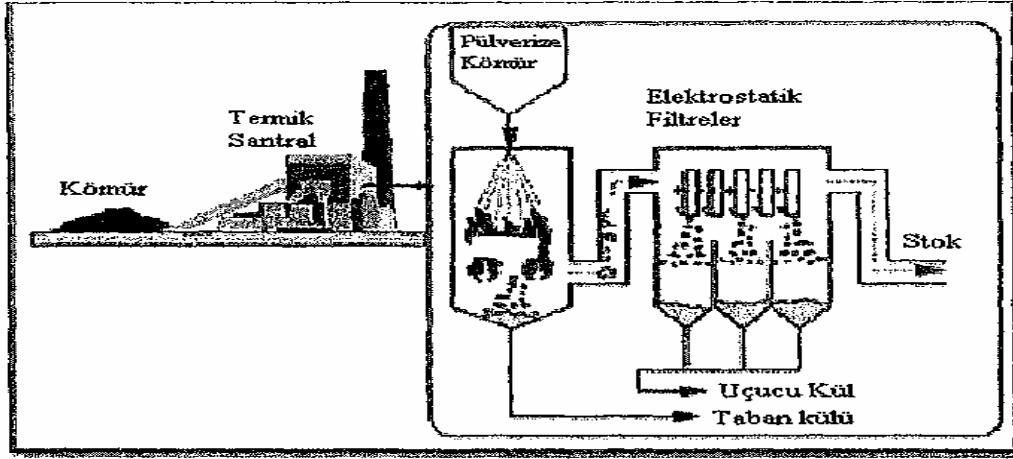 Pülverize
Kömür
Elektrostatik
Filtreler
Termik
Santral
Kömür
Stok
Uçucu Kül
Taban külü